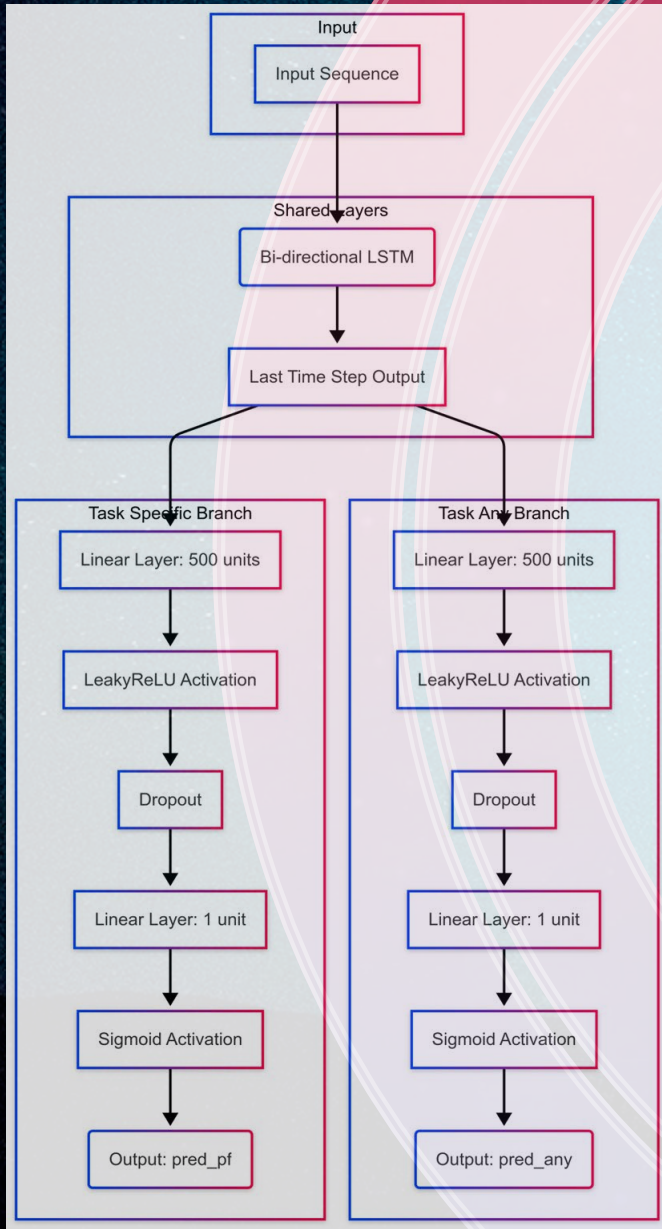 Input
Input Sequence
Shared Layers
Bi-directional LSTM
Last Time Step Output
Task Specific Branch
Linear Layer: 500 units
LeakyReLU Activation
Dropout
Linear Layer: 1 unit
Sigmoid Activation
Output: pred_pf
Task Any Branch
Linear Layer: 500 units
LeakyReLU Activation
Dropout
Linear Layer: 1 unit
Sigmoid Activation
Output: pred_any